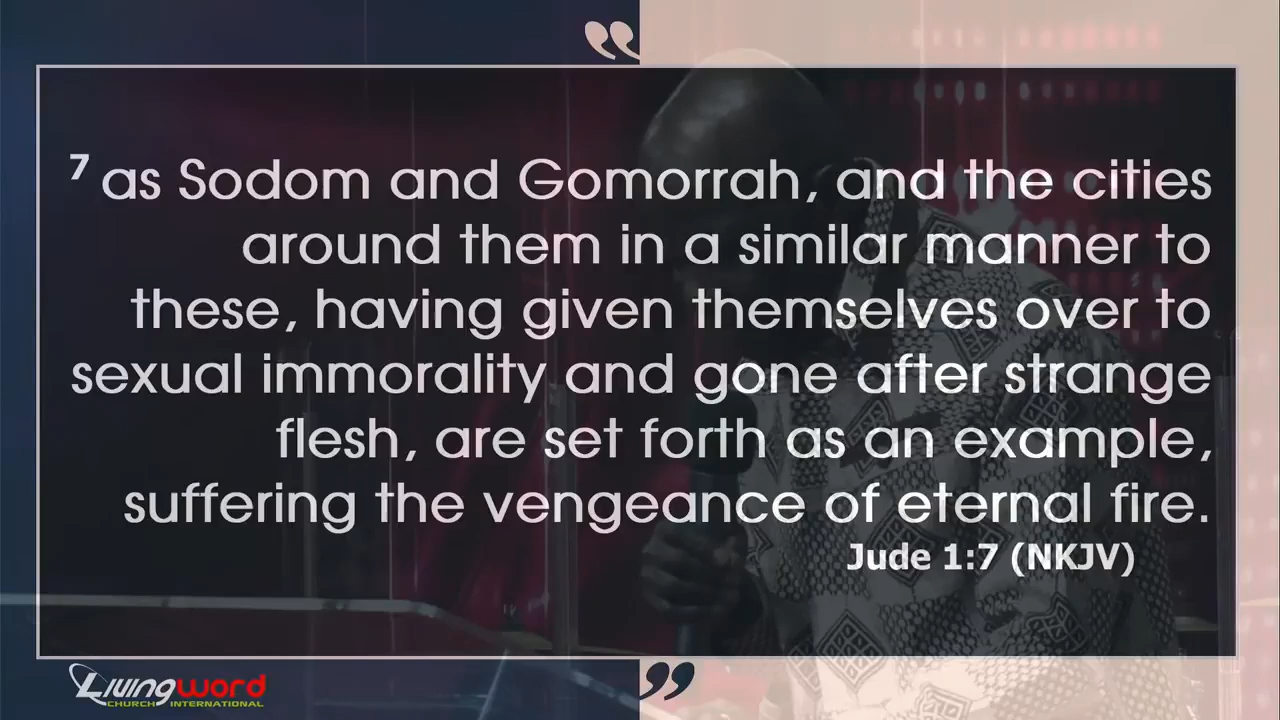 7 as Sodom and Gomorrah, and the cities
around them in a similar manner to
these, having given themselves over to
sexual immorality and gone after strange
flesh, are set forth as an example,
suffering the vengeance of eternal fire.
Jude 1:7 (NKJV)
Livingword
CHURCH INTERNATIONAL